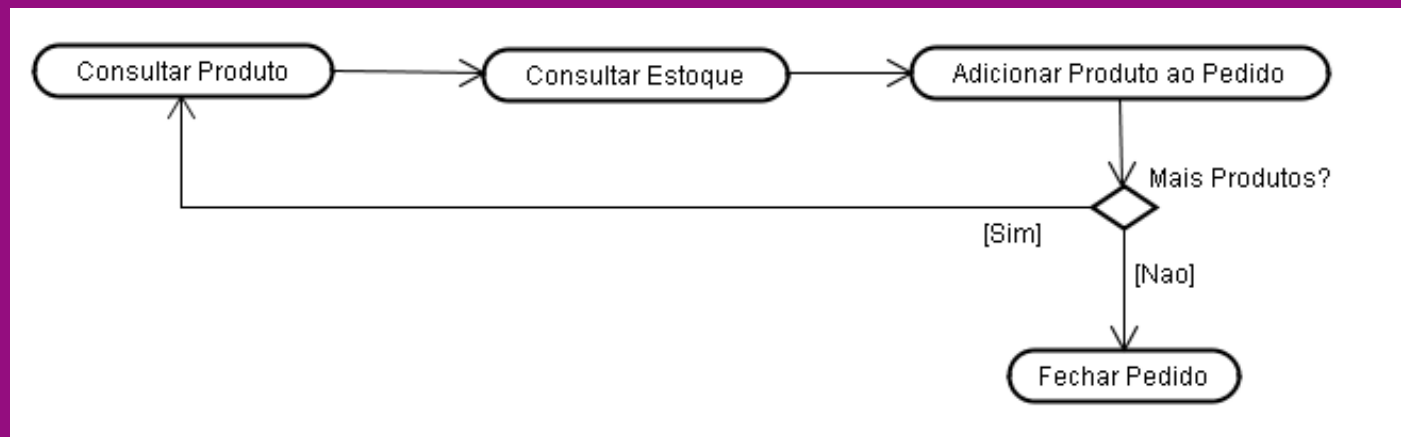 Consultar Produto
Consultar Estoque
Adicionar Produto ao Pedido
Mais Produtos?
[Sim]
[Nao]
Fechar Pedido